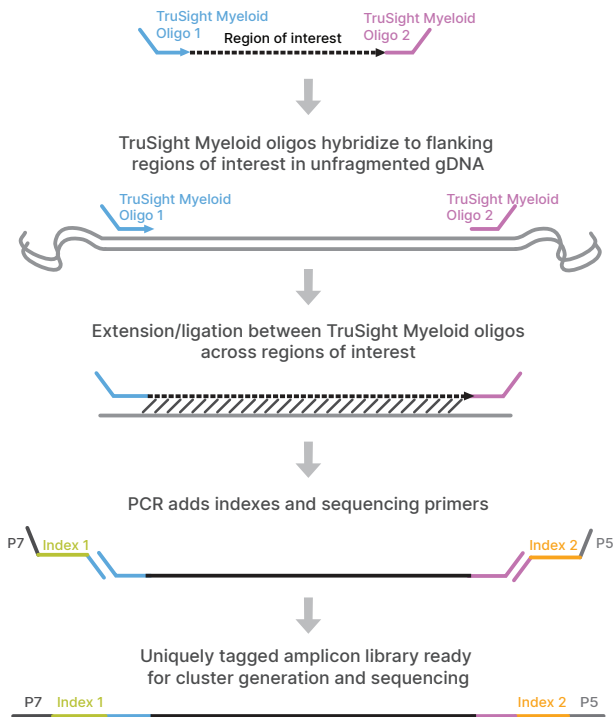 TruSight Myeloid
Oligo 1
Region of interest
TruSight Myeloid
Oligo 2
TruSight Myeloid oligos hybridize to flanking
regions of interest in unfragmented gDNA
TruSight Myeloid
Oligo 1
TruSight Myeloid
Oligo 2
Extension/ligation between TruSight Myeloid oligos
across regions of interest
PCR adds indexes and sequencing primers
P7
Index 1
Index 2
P5
Uniquely tagged amplicon library ready
for cluster generation and sequencing
P7
Index 1
Index 2
P5